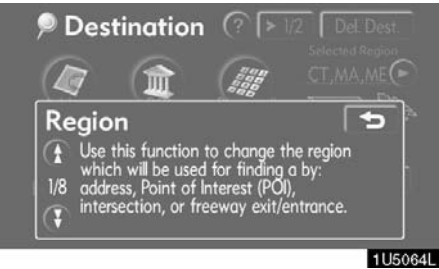 Destination ? 1/2 Del. Dest.
Selected Region
CT,MA,ME
Region
Use this function to change the region
which will be used for finding a by:
1/8 address, Point of Interest (POI),
intersection, or freeway exit/entrance.
1U5064L